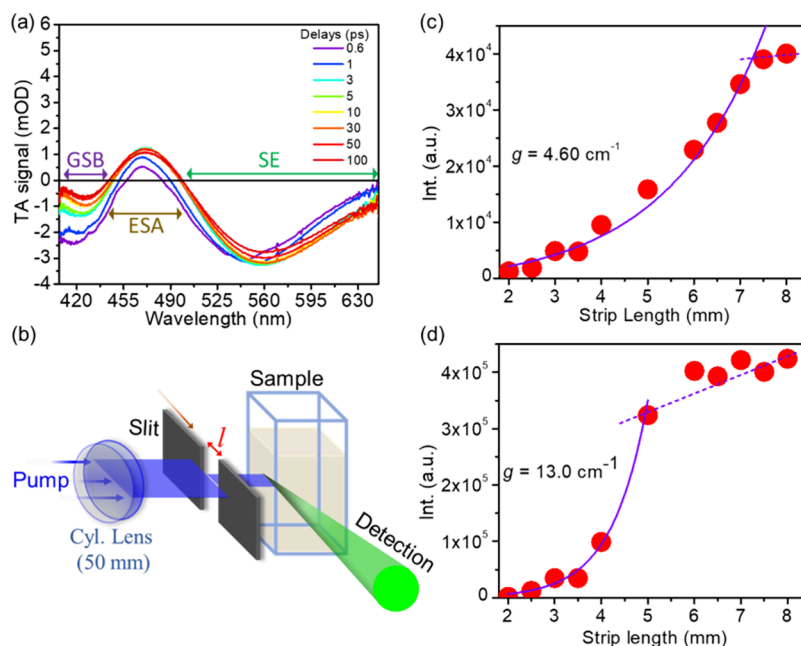 (a)
6
5
4
3
2
1
0
-1
-2
-3
-4
TA signal (mOD)
Delays (ps)
0.6
1
3
5
10
30
50
100
GSB
SE
ESA
420 455 490 525 560 595 630
Wavelength (nm)
(b)
Sample
Slit
l
Pump
Cyl. Lens
(50 mm)
Detection
(c)
4x10⁴
3x10⁴
2x10⁴
1x10⁴
0
Int. (a.u.)
g = 4.60 cm⁻¹
2 3 4 5 6 7 8
Strip Length (mm)
(d)
4x10⁵
3x10⁵
2x10⁵
1x10⁵
0
Int. (a.u.)
g = 13.0 cm⁻¹
2 3 4 5 6 7 8
Strip length (mm)